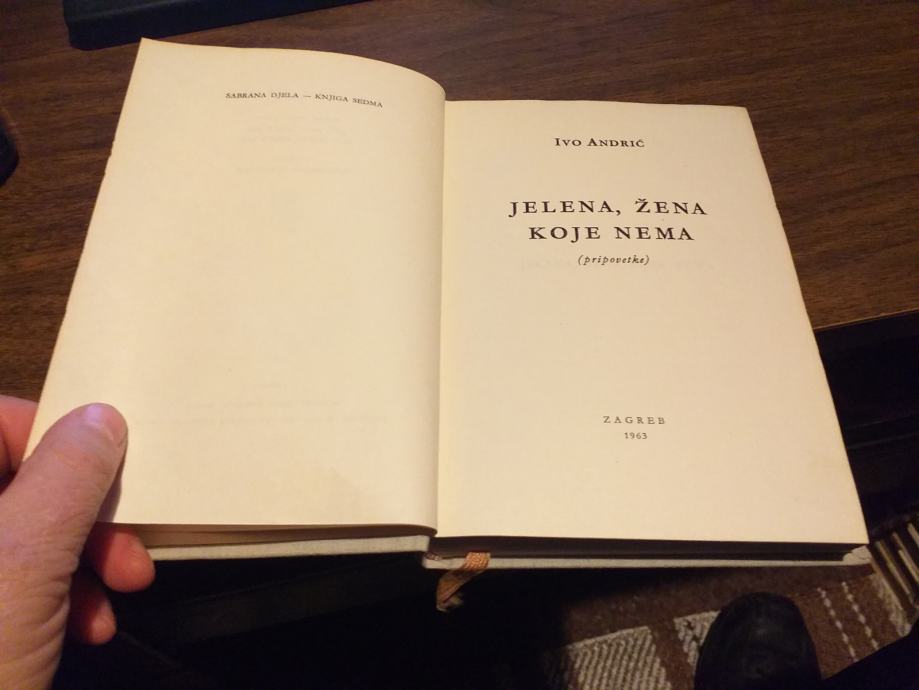 SABRANA DJELA — KNJIGA SEDMA
IVO ANDRIĆ
JELENA, ŽENA
KOJE NEMA
(pripovetke)
ZAGREB
1963